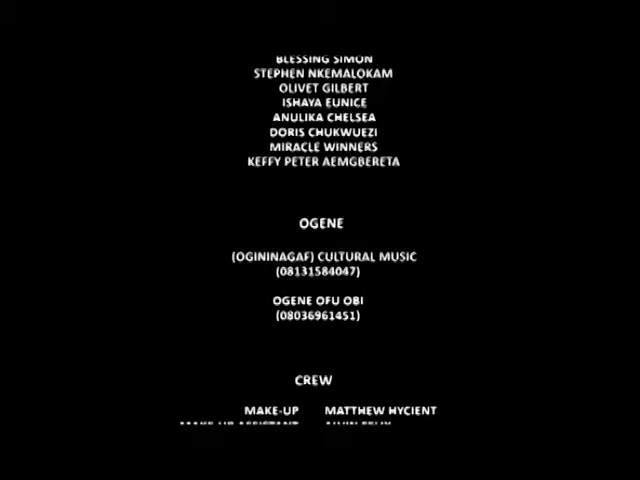 BLESSING SIMON
STEPHEN NKEMALOKAM
OLIVET GILBERT
ISHAYA EUNICE
ANULIKA CHELSEA
DORIS CHUKWUEZI
MIRACLE WINNERS
KEFFY PETER AEMGBERETA
OGENE
(OGININAGAF) CULTURAL MUSIC
(08131584047)
OGENE OFU OBI
(08036961451)
CREW
MAKE-UP MATTHEW HYCIENT